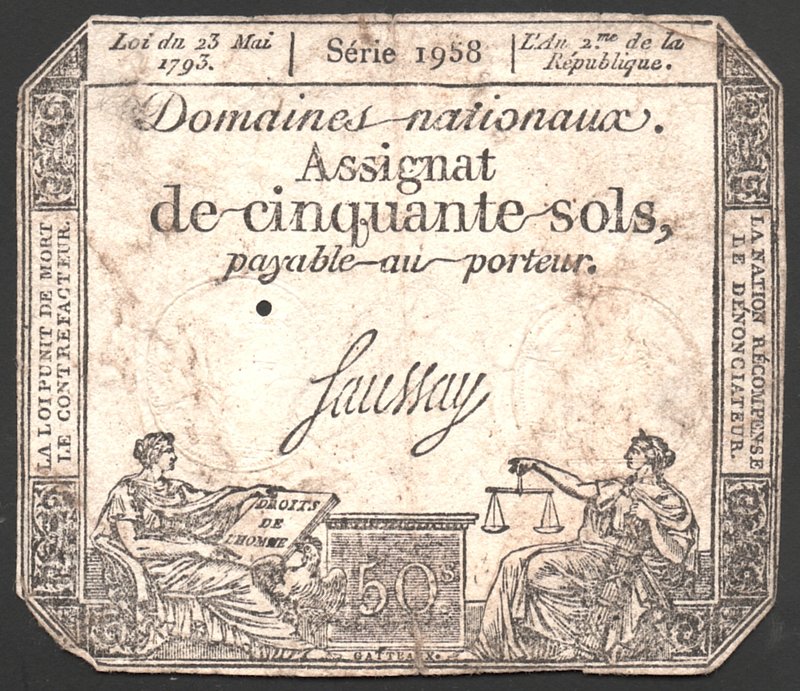 Loi du 23 Mai
1793.
Série 1958
L'An 2.me de la
République.
Domaines nationaux.
Assignat
de cinquante sols,
payable au porteur.
Saussay
LA LOI PUNIT DE MORT
LE CONTREFACTEUR.
LA NATION RÉCOMPENSE
LE DÉNONCIATEUR.
DROITS
DE
L'HOMME
50s
GATTEAUX.